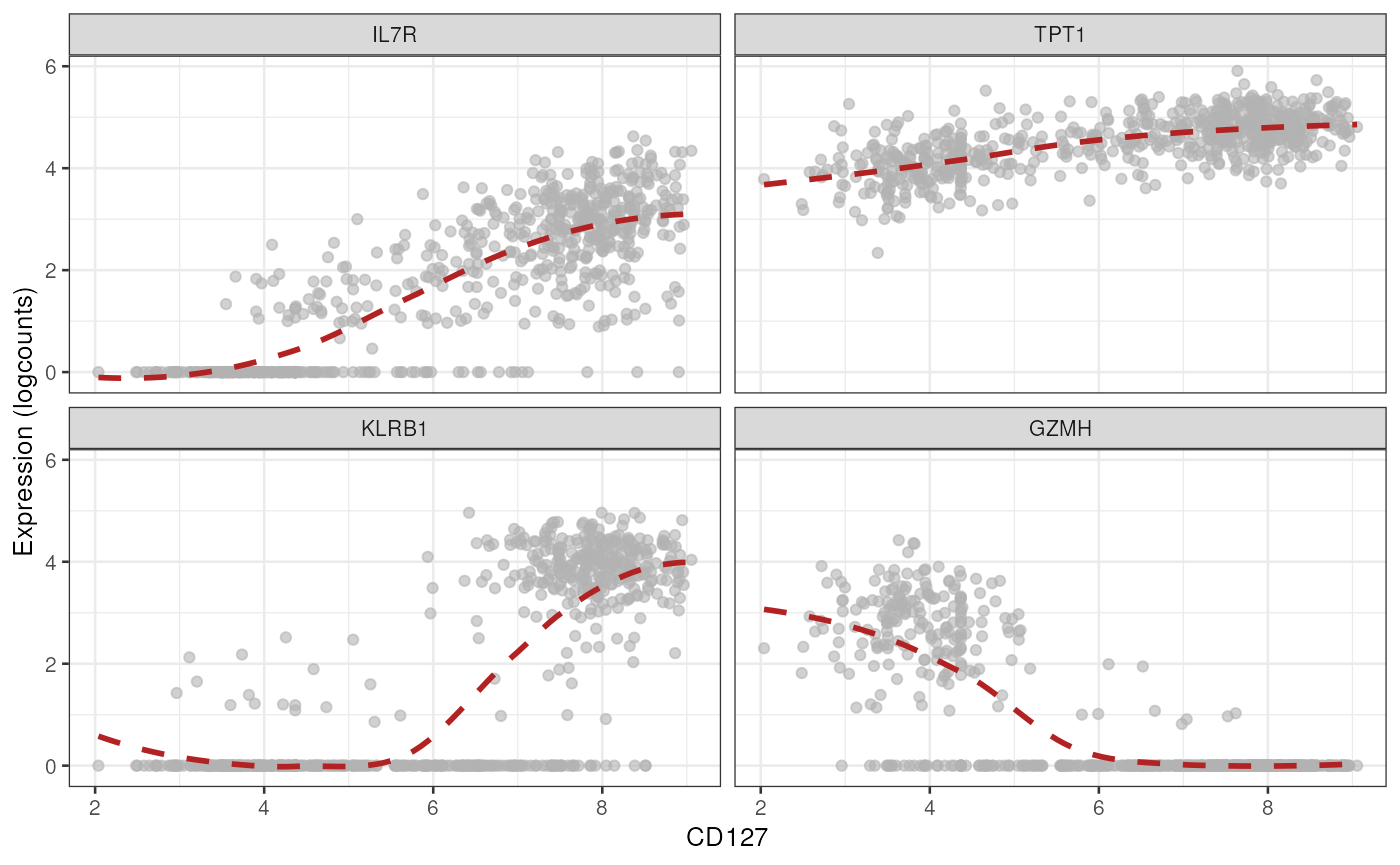 IL7R
TPT1
6
4
2
0
KLRB1
GZMH
6
4
2
0
Expression (logcounts)
2 4 6 8
2 4 6 8
CD127